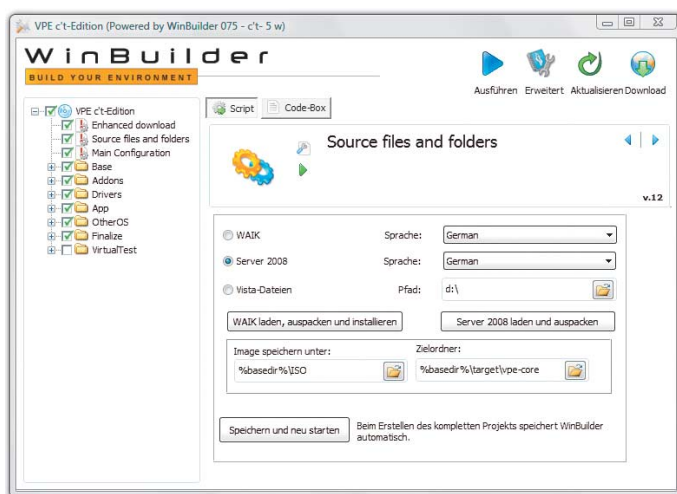 VPE c't-Edition (Powered by WinBuilder 075 - c't- 5 w)
WinBuilder
BUILD YOUR ENVIRONMENT
Ausführen Erweitert Aktualisieren Download
VPE c't-Edition
Enhanced download
Source files and folders
Main Configuration
Base
Addons
Drivers
App
OtherOS
Finalize
VirtualTest
Script Code-Box
Source files and folders
v.12
WAIK Sprache: German
Server 2008 Sprache: German
Vista-Dateien Pfad: d:\
WAIK laden, auspacken und installieren Server 2008 laden und auspacken
Image speichern unter: Zielordner:
%basedir%\ISO %basedir%\target\vpe-core
Speichern und neu starten
Beim Erstellen des kompletten Projekts speichert WinBuilder
automatisch.